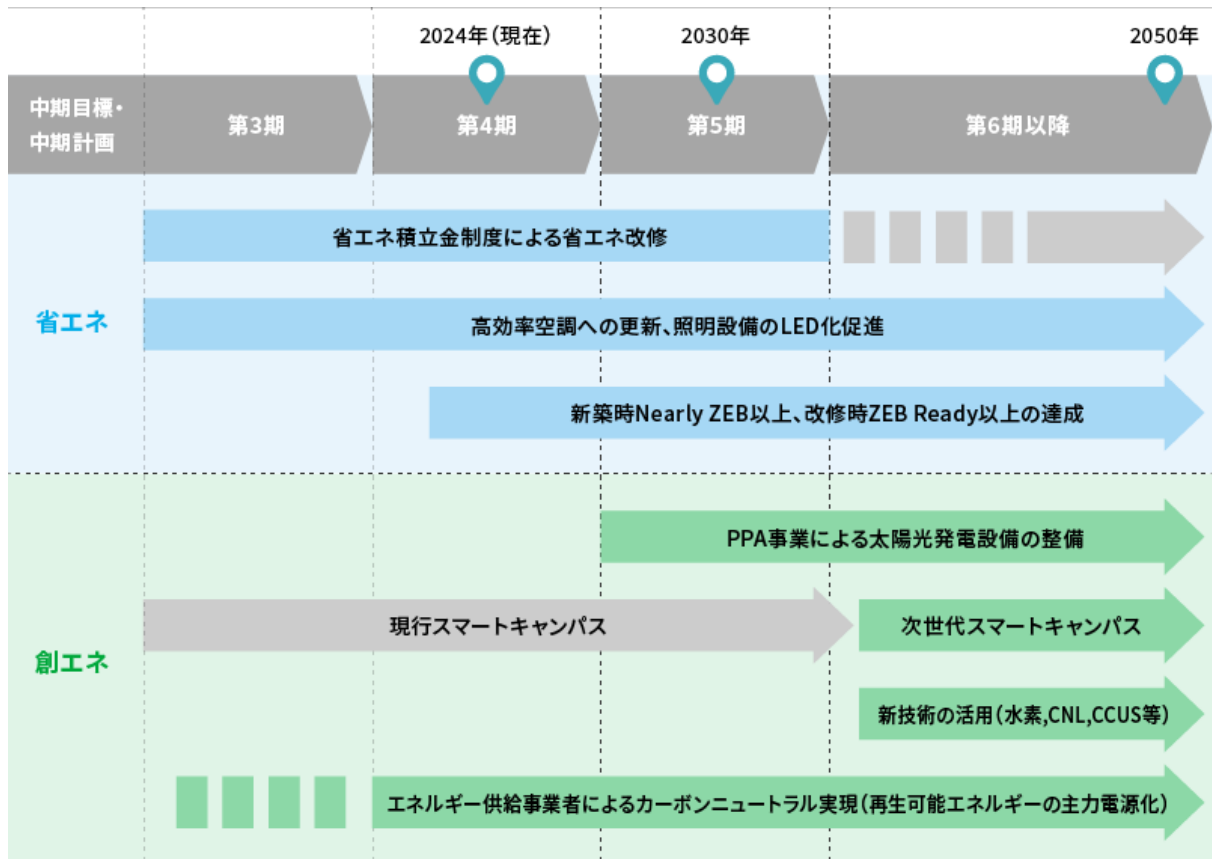 2024年（現在）
2030年
2050年
中期目標・
中期計画
第3期
第4期
第5期
第6期以降
省エネ
省エネ積立金制度による省エネ改修
高効率空調への更新、照明設備のLED化促進
新築時Nearly ZEB以上、改修時ZEB Ready以上の達成
創エネ
PPA事業による太陽光発電設備の整備
現行スマートキャンパス
次世代スマートキャンパス
新技術の活用（水素,CNL,CCUS等）
エネルギー供給事業者によるカーボンニュートラル実現（再生可能エネルギーの主力電源化）